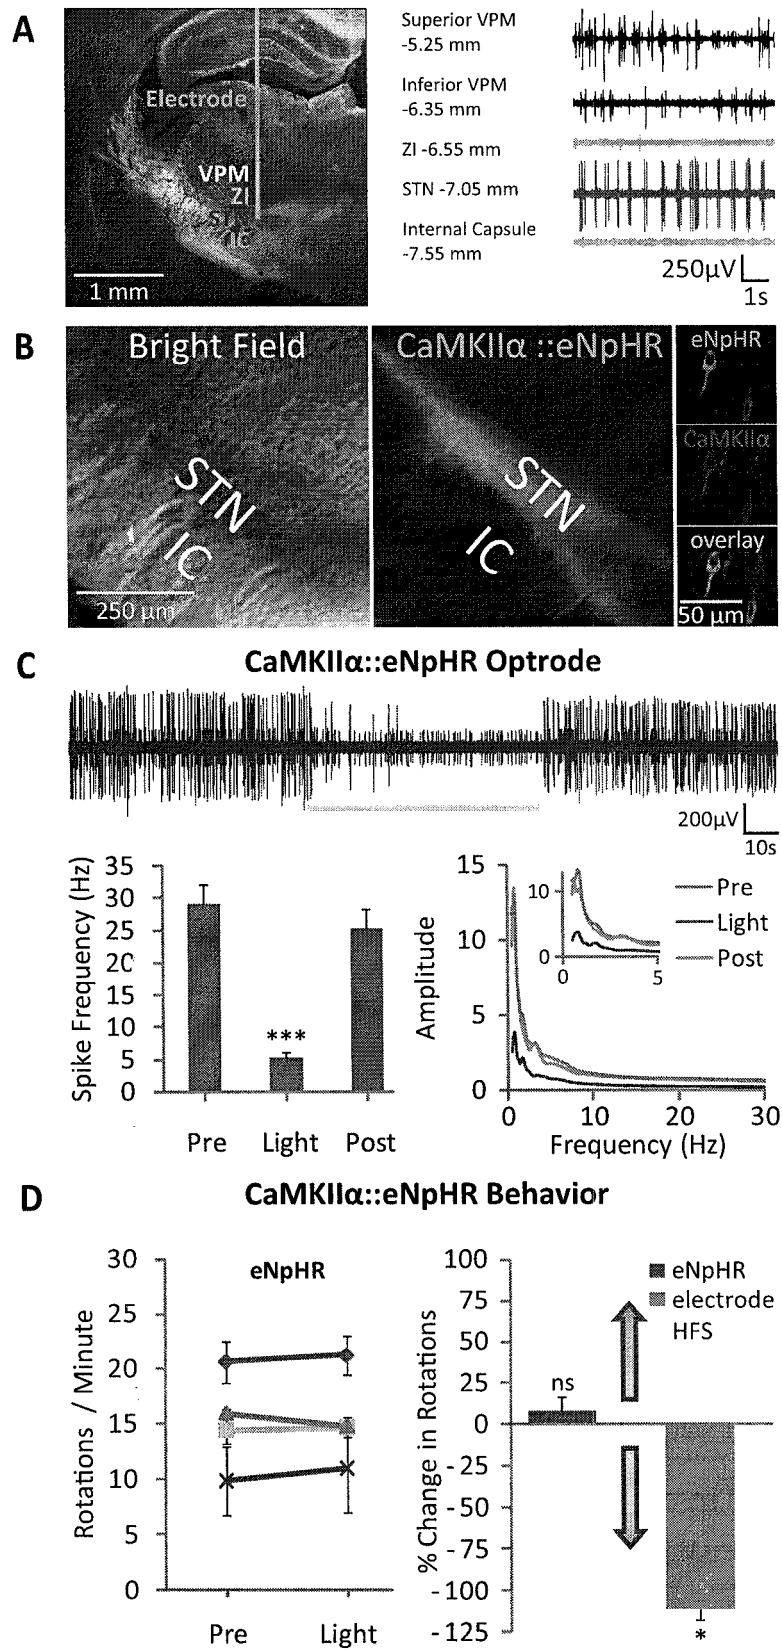 A
Electrode
VPM
ZI
IC
1 mm
Superior VPM
-5.25 mm
Inferior VPM
-6.35 mm
ZI -6.55 mm
STN -7.05 mm
Internal Capsule
-7.55 mm
250μV
1s
B
Bright Field
STN
IC
250 μm
CaMKIIα ::eNpHR
STN
IC
eNpHR
CaMKIIα
overlay
50 μm
C
CaMKIIα::eNpHR Optrode
200μV
10s
Spike Frequency (Hz)
35
30
25
20
15
10
5
0
***
Pre Light Post
Amplitude
15
10
5
0
10
0
0 5
Pre
Light
Post
0 10 20 30
Frequency (Hz)
D
CaMKIIα::eNpHR Behavior
Rotations / Minute
30
25
20
15
10
5
0
eNpHR
Pre Light
% Change in Rotations
100
75
50
25
0
-25
-50
-75
-100
-125
ns
*
eNpHR
electrode
HFS